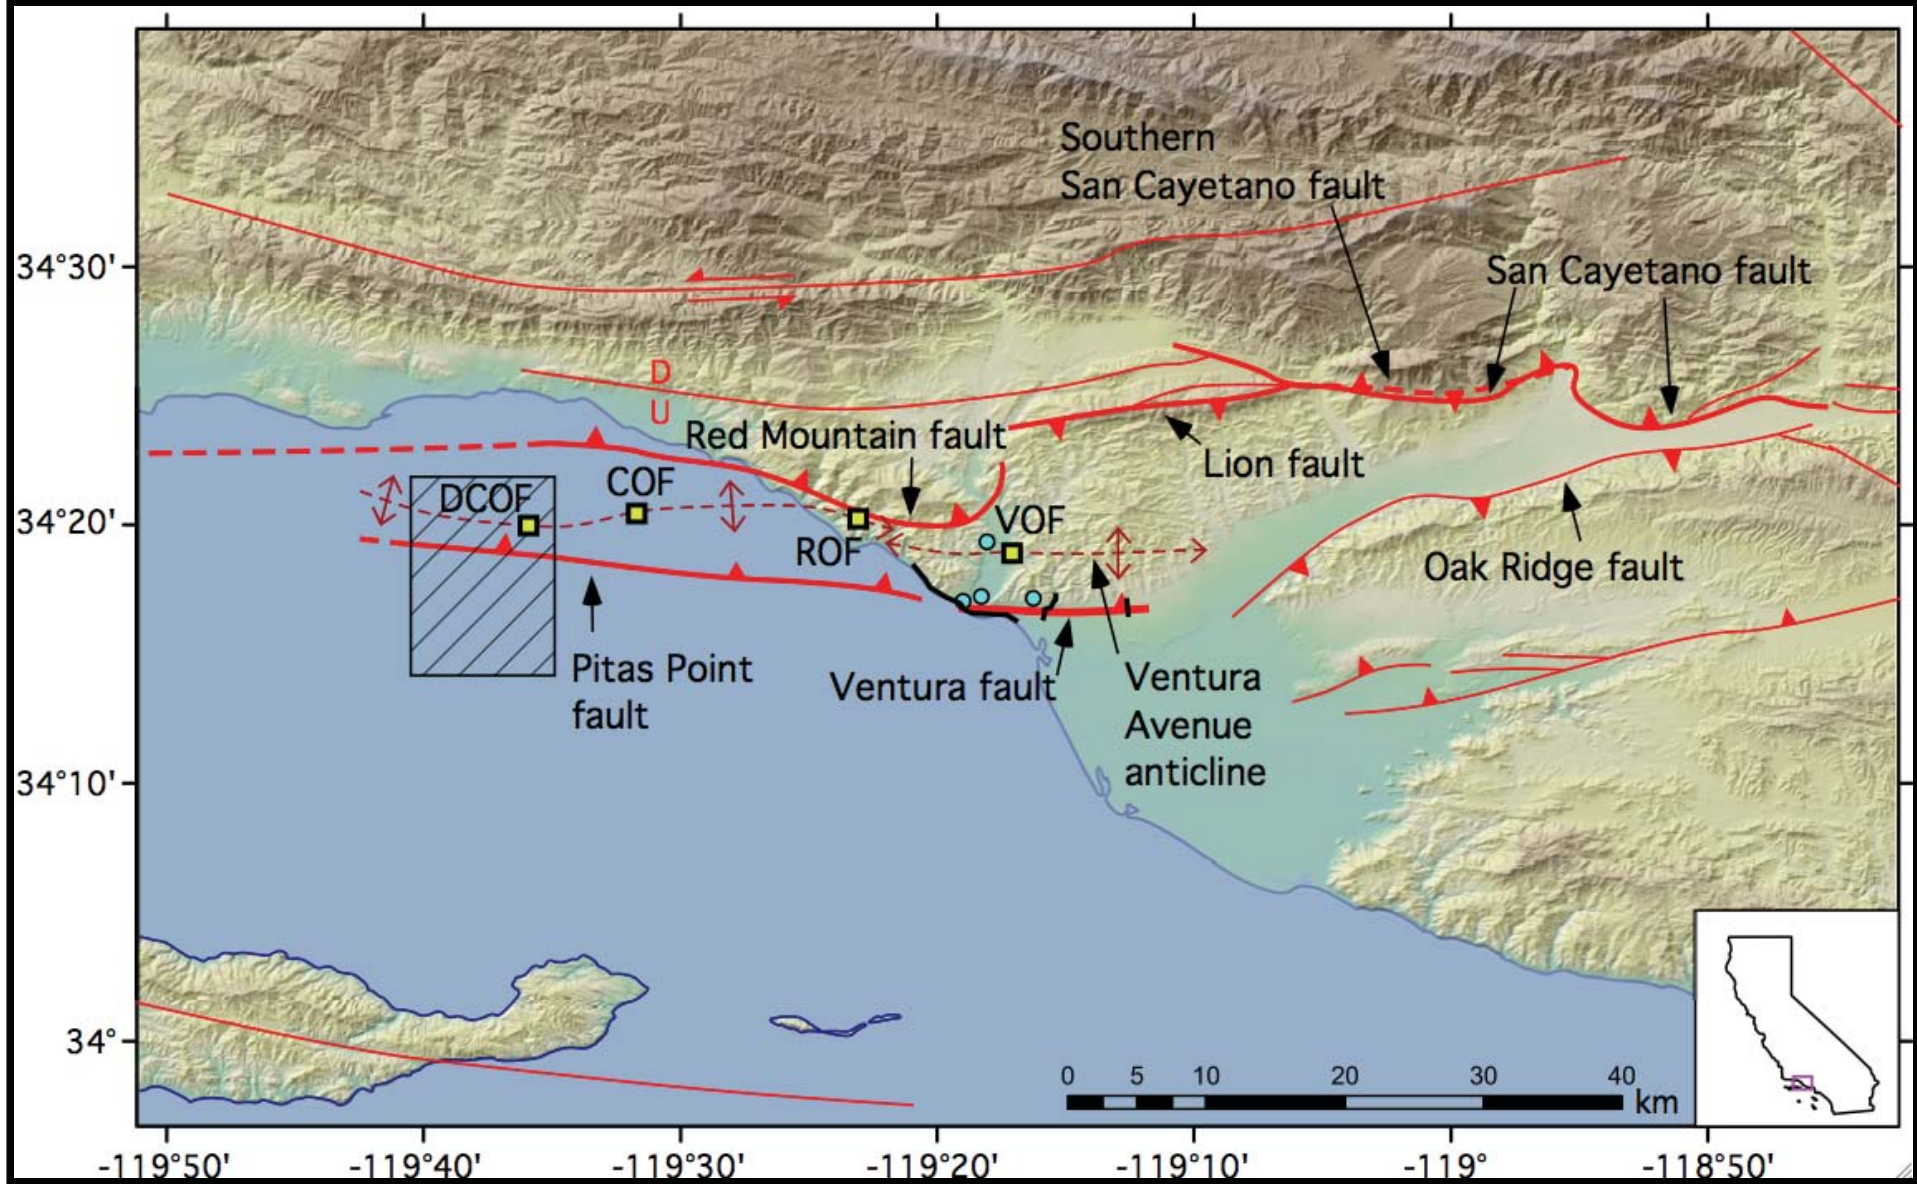 Southern
San Cayetano fault
34°30'
San Cayetano fault
D
U
Red Mountain fault
Lion fault
COF
DCOF
34°20'
VOF
ROF
Oak Ridge fault
Pitas Point
fault
Ventura fault
Ventura
Avenue
anticline
34°10'
34°
0 5 10 20 30 40
km
-119°50' -119°40' -119°30' -119°20' -119°10' -119° -118°50'